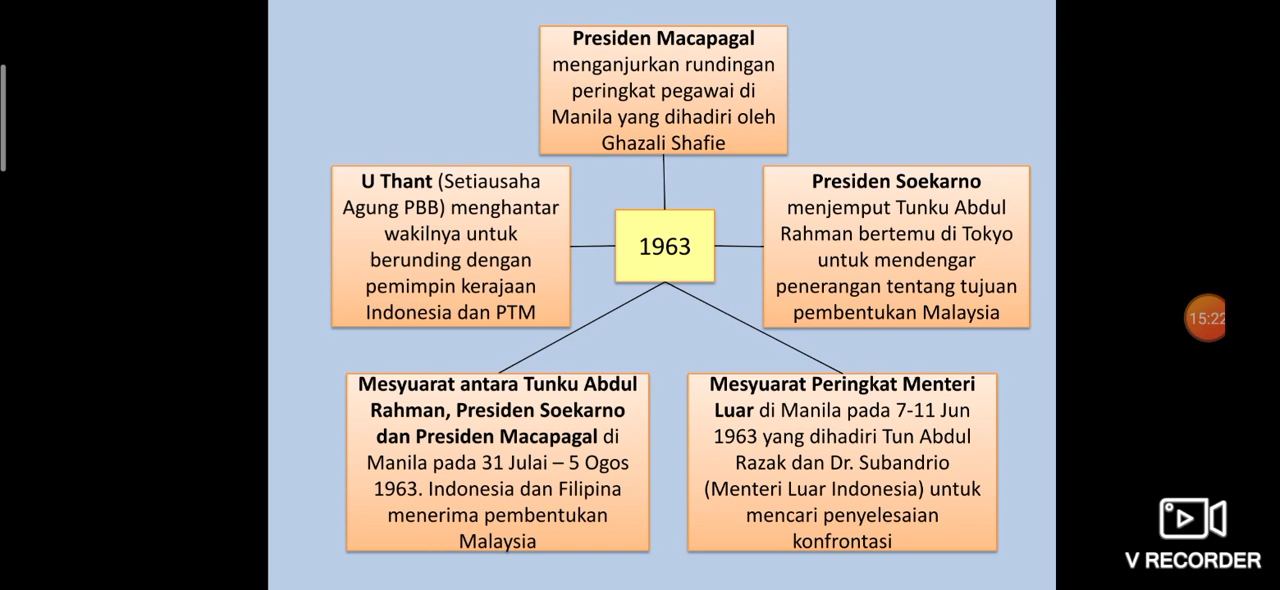 Presiden Macapagal
menganjurkan rundingan
peringkat pegawai di
Manila yang dihadiri oleh
Ghazali Shafie
U Thant (Setiausaha
Agung PBB) menghantar
wakilnya untuk
berunding dengan
pemimpin kerajaan
Indonesia dan PTM
1963
Presiden Soekarno
menjemput Tunku Abdul
Rahman bertemu di Tokyo
untuk mendengar
penerangan tentang tujuan
pembentukan Malaysia
15:22
Mesyuarat antara Tunku Abdul
Rahman, Presiden Soekarno
dan Presiden Macapagal di
Manila pada 31 Julai – 5 Ogos
1963. Indonesia dan Filipina
menerima pembentukan
Malaysia
Mesyuarat Peringkat Menteri
Luar di Manila pada 7-11 Jun
1963 yang dihadiri Tun Abdul
Razak dan Dr. Subandrio
(Menteri Luar Indonesia) untuk
mencari penyelesaian
konfrontasi
V RECORDER